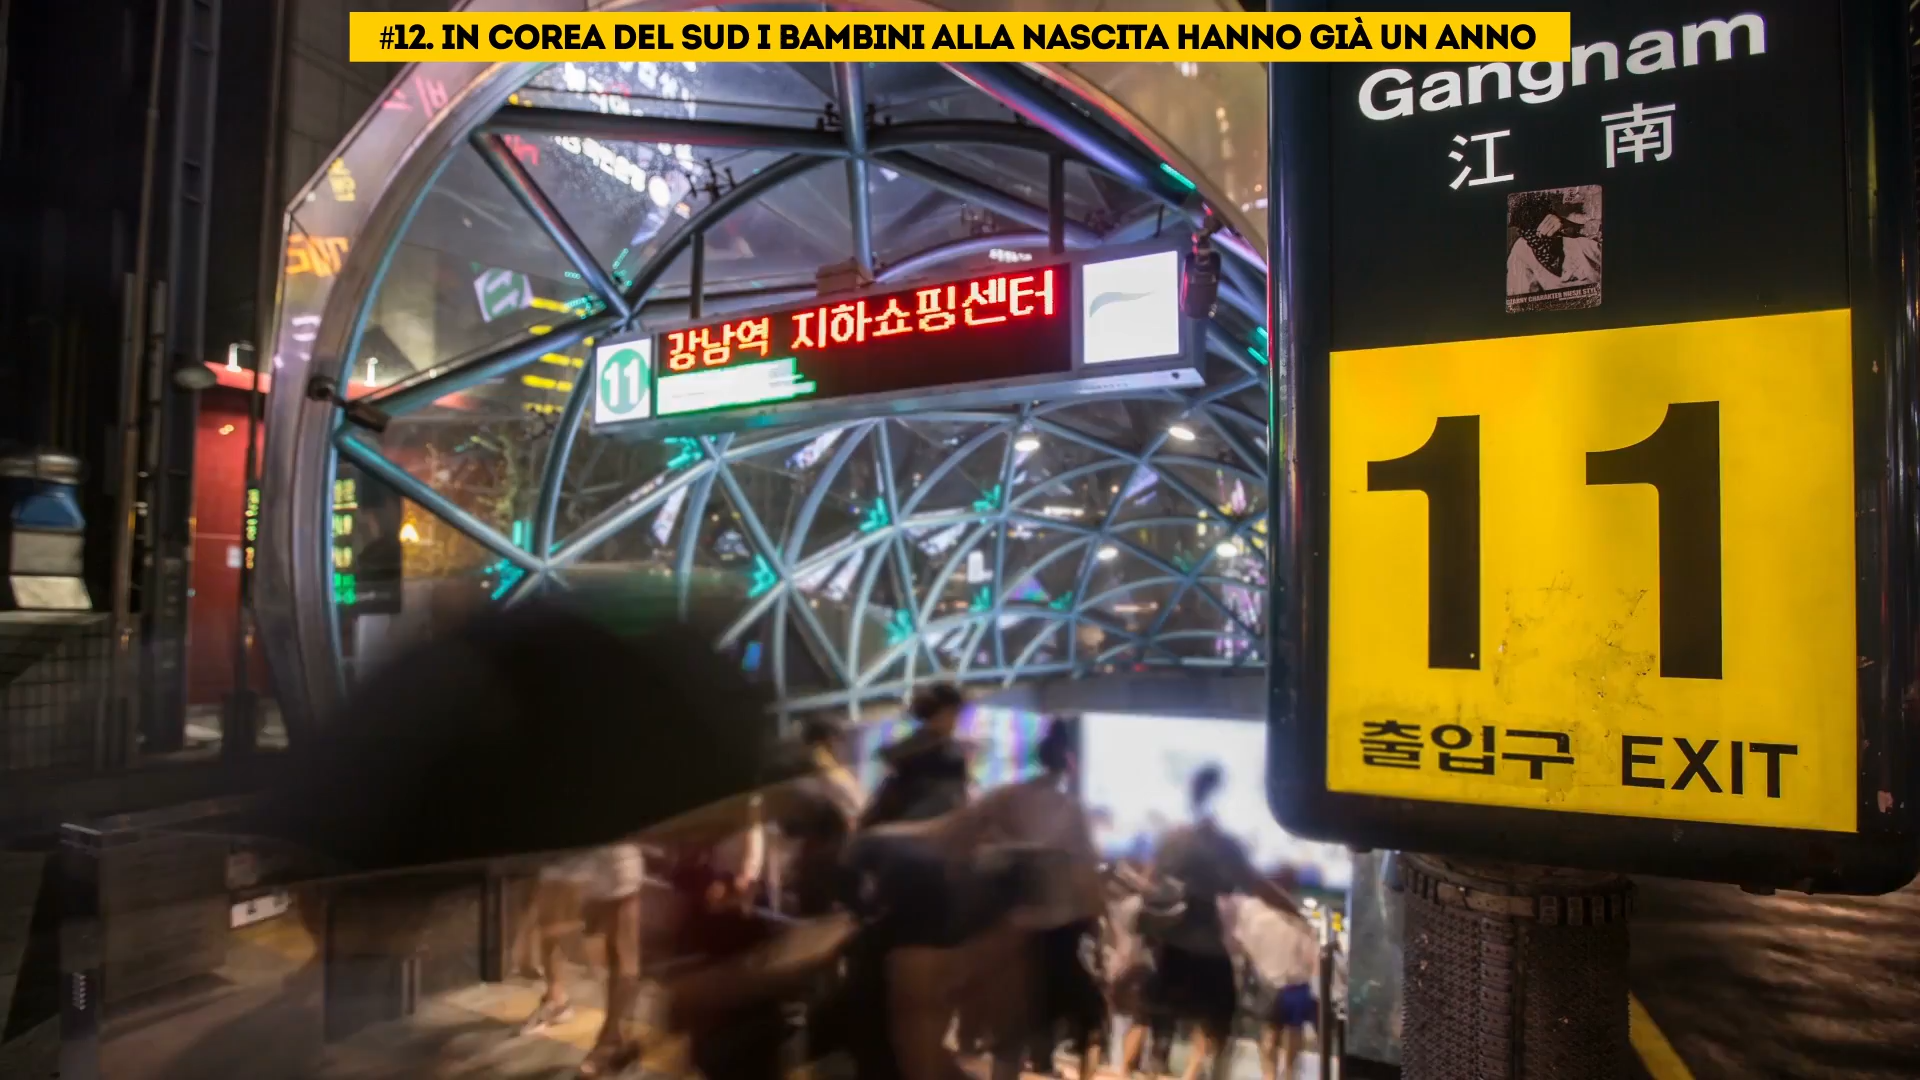 #12. IN COREA DEL SUD I BAMBINI ALLA NASCITA HANNO GIÀ UN ANNO
Gangnam
江 南
11
강남역 지하쇼핑센터
11
출입구 EXIT